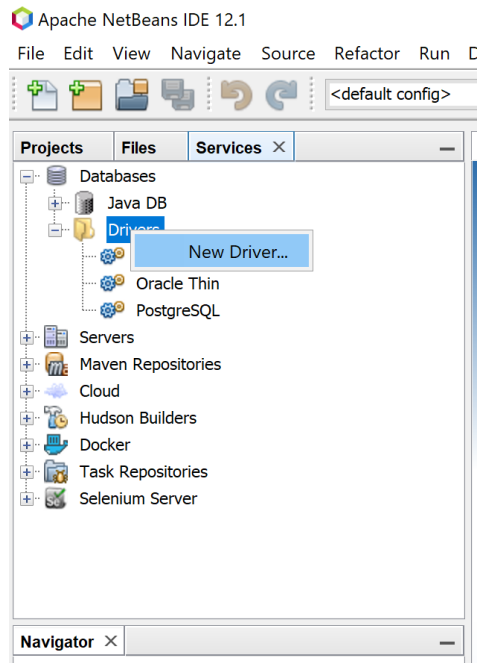 Apache NetBeans IDE 12.1
File Edit View Navigate Source Refactor Run
<default config>
Projects Files Services
Databases
Java DB
Drivers
New Driver...
Oracle Thin
PostgreSQL
Servers
Maven Repositories
Cloud
Hudson Builders
Docker
Task Repositories
Selenium Server
Navigator